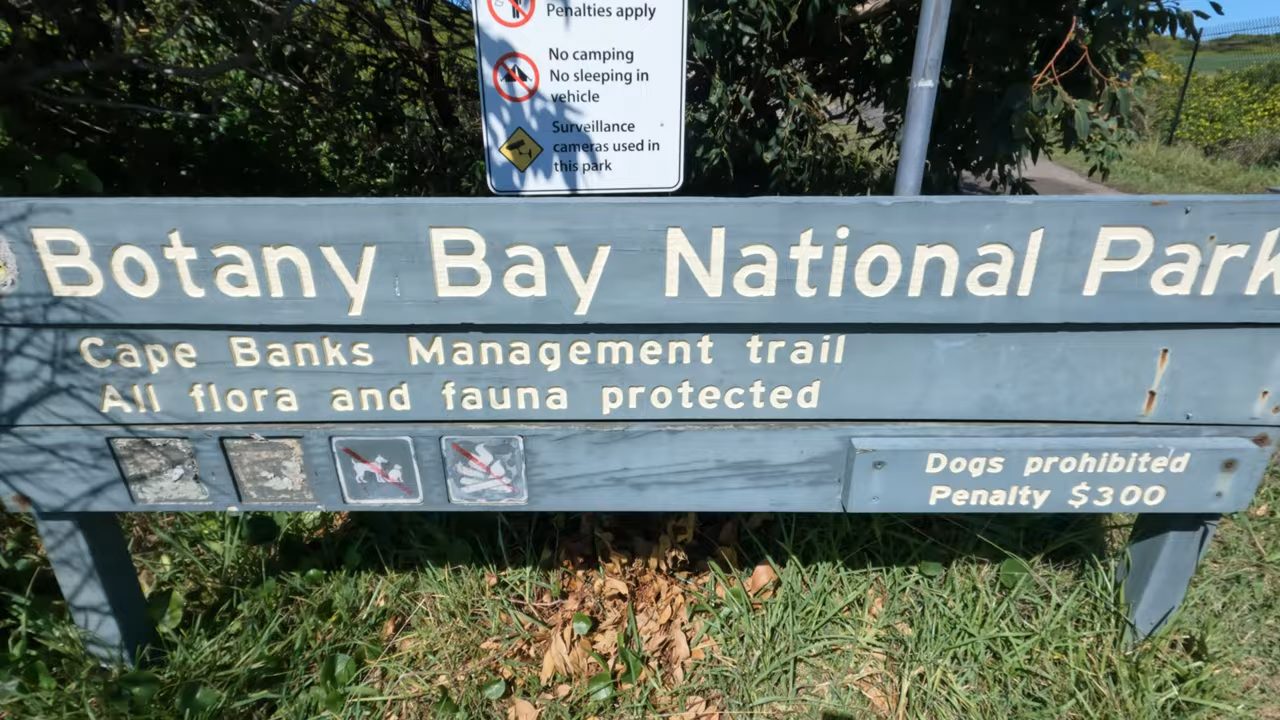 Penalties apply
No camping
No sleeping in
vehicle
Surveillance
cameras used in
this park
Botany Bay National Park
Cape Banks Management trail
All flora and fauna protected
Dogs prohibited
Penalty $300